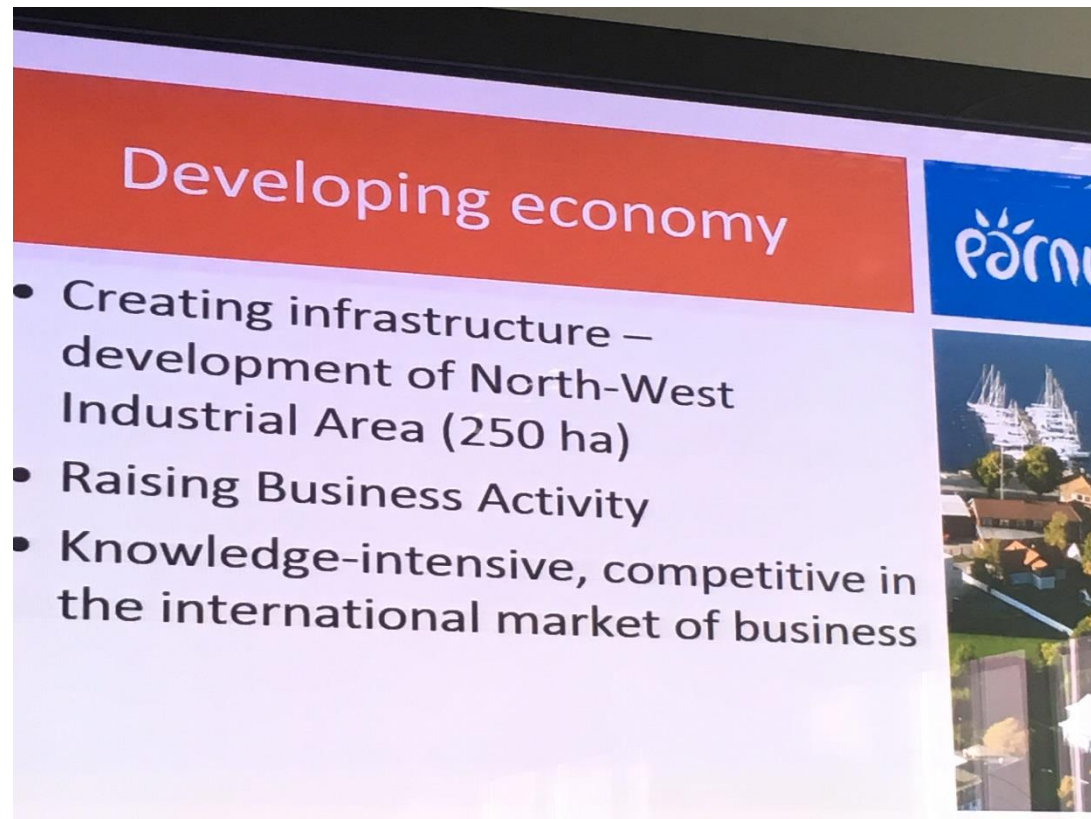 Developing economy
• Creating infrastructure –
development of North-West
Industrial Area (250 ha)
• Raising Business Activity
• Knowledge-intensive, competitive in
the international market of business